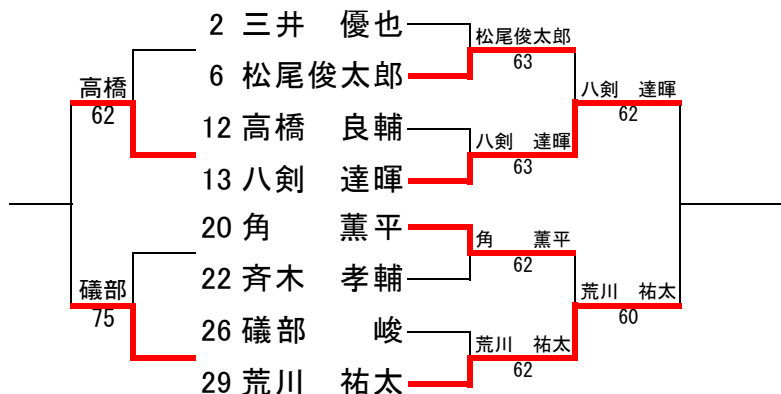 2 三井　優也
松尾俊太郎
63
6 松尾俊太郎
高橋
62
八剣　達暉
62
12 高橋　良輔
八剣　達暉
63
13 八剣　達暉
20 角　　薫平
角　　薫平
62
22 斉木　孝輔
礒部
75
荒川　祐太
60
26 礒部　　峻
荒川　祐太
62
29 荒川　祐太